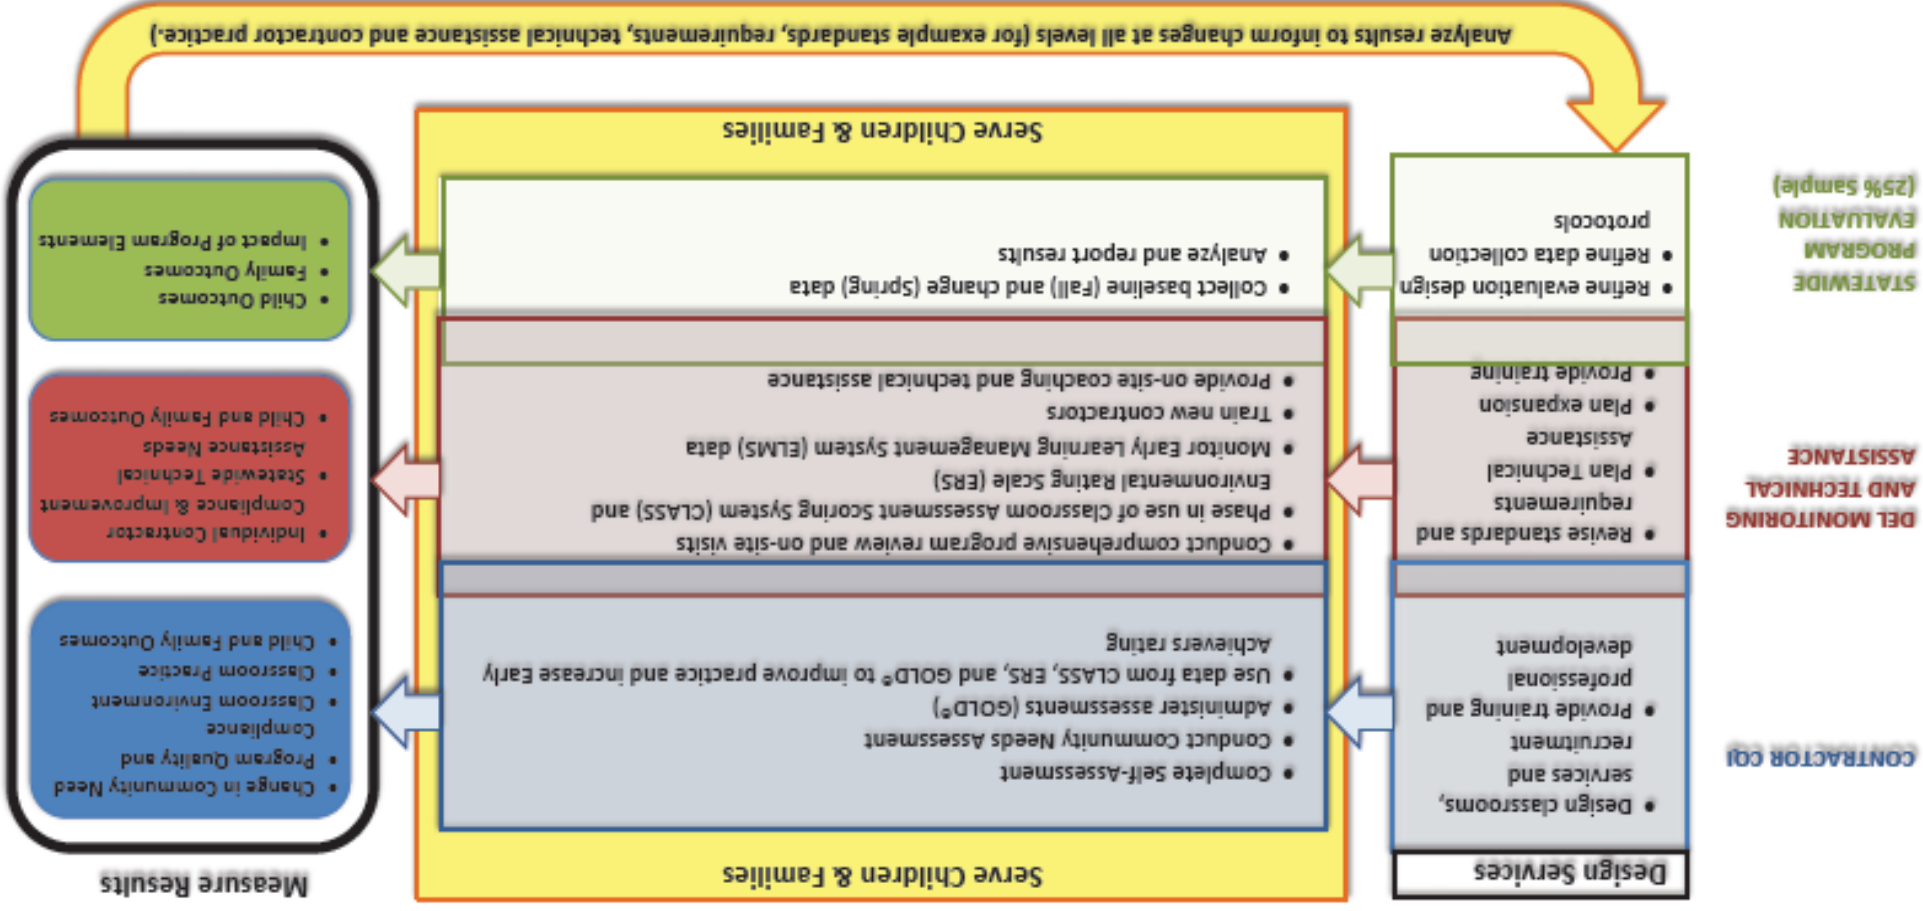 Design Services
Serve Children & Families
Measure Results
CONTRACTOR CQI
• Design classrooms,
services and
recruitment
• Provide training and
professional
development
• Complete Self-Assessment
• Conduct Community Needs Assessment
• Administer assessments (GOLD®)
• Use data from CLASS, ERS, and GOLD® to improve practice and increase Early
Achievers rating
• Change in Community Need
• Program Quality and
Compliance
• Classroom Environment
• Classroom Practice
• Child and Family Outcomes
DEL MONITORING
AND TECHNICAL
ASSISTANCE
• Revise standards and
requirements
• Plan Technical
Assistance
• Plan expansion
• Provide training
• Conduct comprehensive program review and on-site visits
• Phase in use of Classroom Assessment Scoring System (CLASS) and
Environmental Rating Scale (ERS)
• Monitor Early Learning Management System (ELMS) data
• Train new contractors
• Provide on-site coaching and technical assistance
• Individual Contractor
Compliance & Improvement
• Statewide Technical
Assistance Needs
• Child and Family Outcomes
STATEWIDE
PROGRAM
EVALUATION
(25% Sample)
• Refine evaluation design
• Refine data collection
protocols
• Collect baseline (Fall) and change (Spring) data
• Analyze and report results
• Child Outcomes
• Family Outcomes
• Impact of Program Elements
Serve Children & Families
Analyze results to inform changes at all levels (for example standards, requirements, technical assistance and contractor practice.)